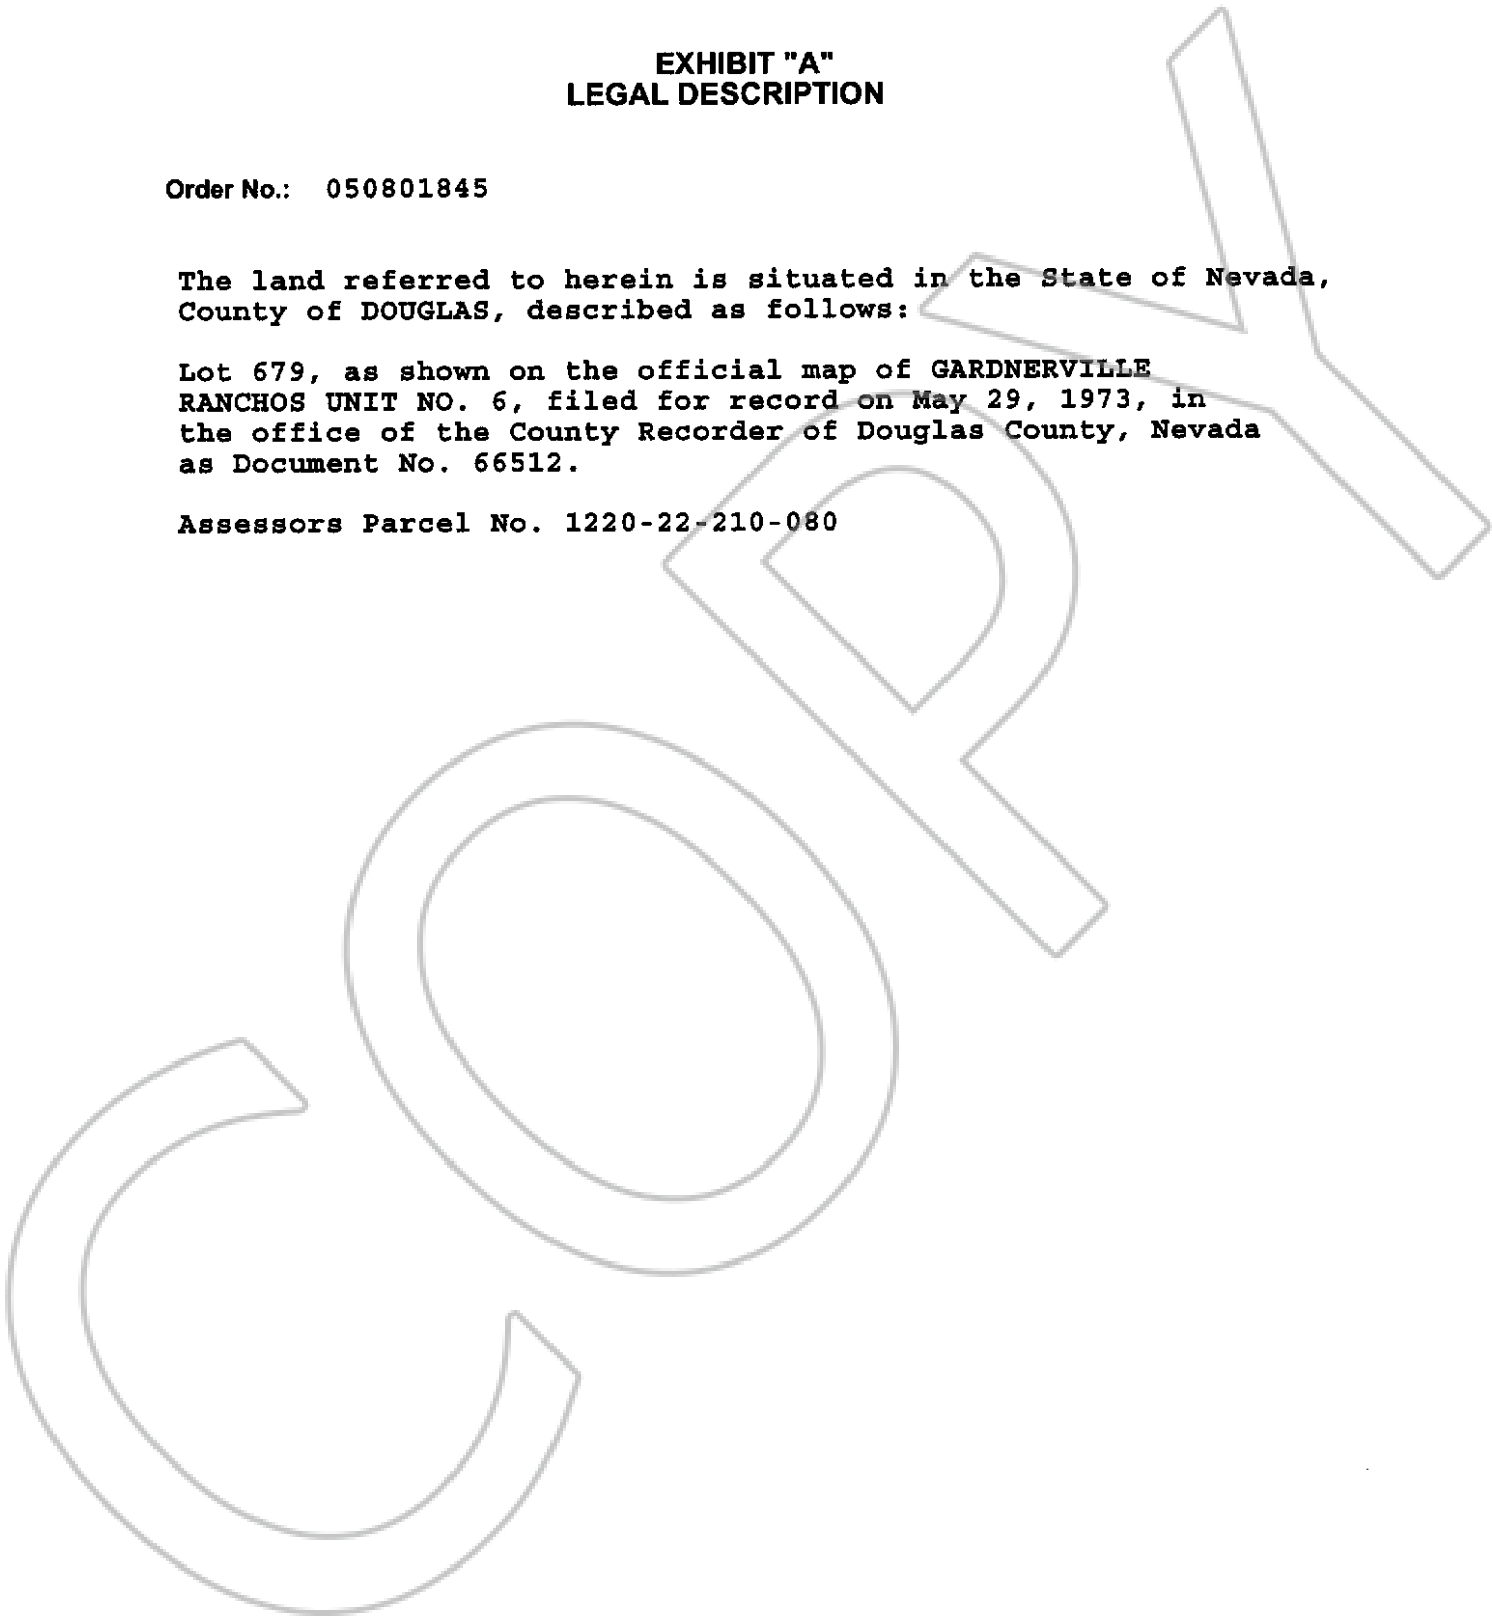 EXHIBIT "A"
LEGAL DESCRIPTION
Order No.: 050801845
The land referred to herein is situated in the State of Nevada,
County of DOUGLAS, described as follows:
Lot 679, as shown on the official map of GARDNERVILLE
RANCHOS UNIT NO. 6, filed for record on May 29, 1973, in
the office of the County Recorder of Douglas County, Nevada
as Document No. 66512.
Assessors Parcel No. 1220-22-210-080
COPY